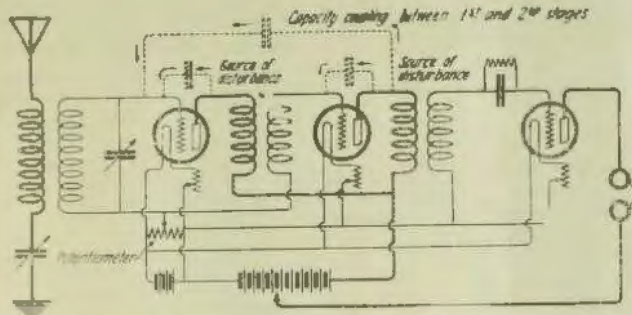 Capacity coupling between 1ST and 2ND stages
Source of
disturbance
Source of
disturbance
Potentiometer